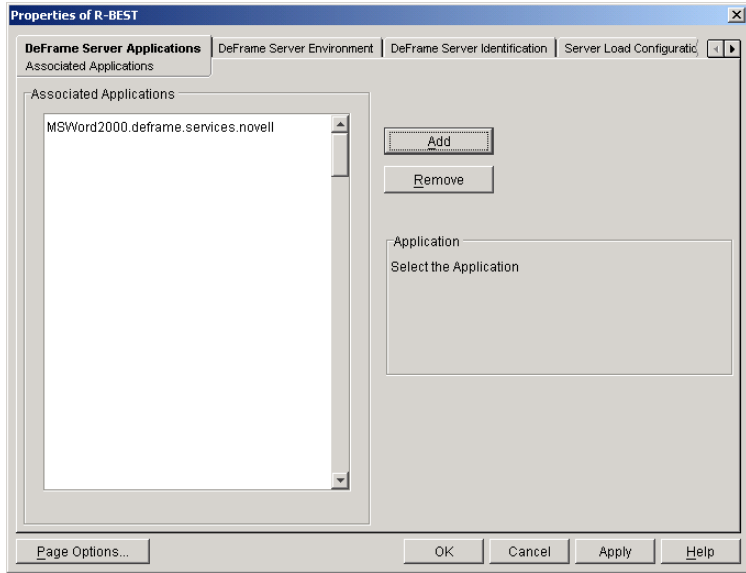 Properties of R-BEST
DeFrame Server Applications
DeFrame Server Environment
DeFrame Server Identification
Server Load Configuratio
Associated Applications
Associated Applications
MSWord2000.deframe.services.novell
Add
Remove
Application
Select the Application
Page Options...
OK
Cancel
Apply
Help